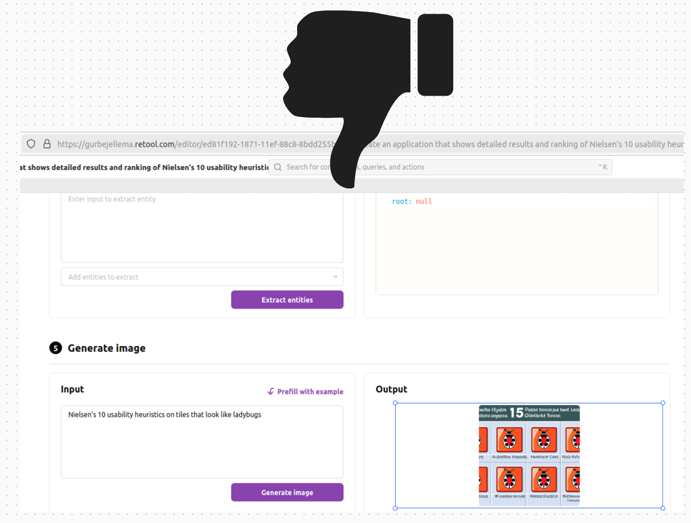 https://gurbejellema.retool.com/editor/ed81f192-1871-11ef-88c8-8bdd255 an application that shows detailed results and ranking of Nielsen's 10 usability heur
at shows detailed results and ranking of Nielsen's 10 usability heuristic
Search for queries, and actions
^ K
Enter input to extract entity
root: null
Add entities to extract
Extract entities
5 Generate image
Input
Prefill with example
Output
Nielsen's 10 usability heuristics on tiles that look like ladybugs
15
Generate image